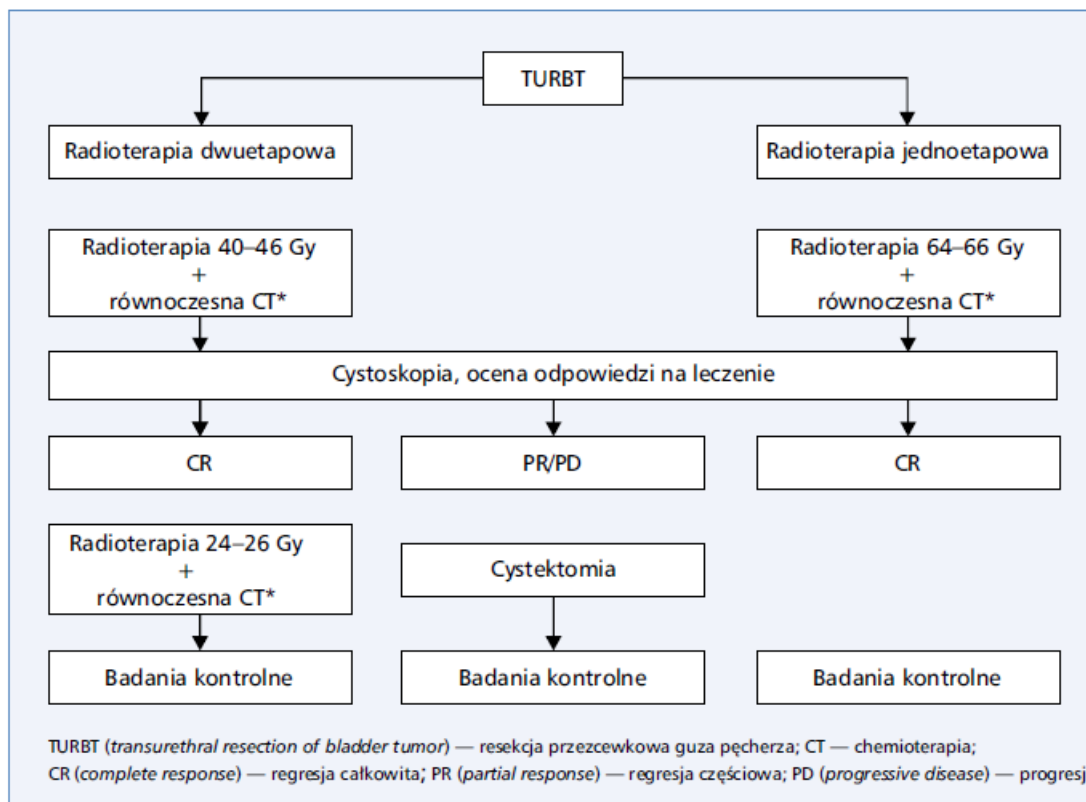 TURBT
Radioterapia dwuetapowa
Radioterapia jednoetapowa
Radioterapia 40–46 Gy
+
równoczesna CT*
Radioterapia 64–66 Gy
+
równoczesna CT*
Cystoskopia, ocena odpowiedzi na leczenie
CR
PR/PD
CR
Radioterapia 24–26 Gy
+
równoczesna CT*
Cystektomia
Badania kontrolne
Badania kontrolne
Badania kontrolne
TURBT (transurethral resection of bladder tumor) — resekcja przezcewkowa guza pęcherza; CT — chemioterapia;
CR (complete response) — regresja całkowita; PR (partial response) — regresja częściowa; PD (progressive disease) — progresj